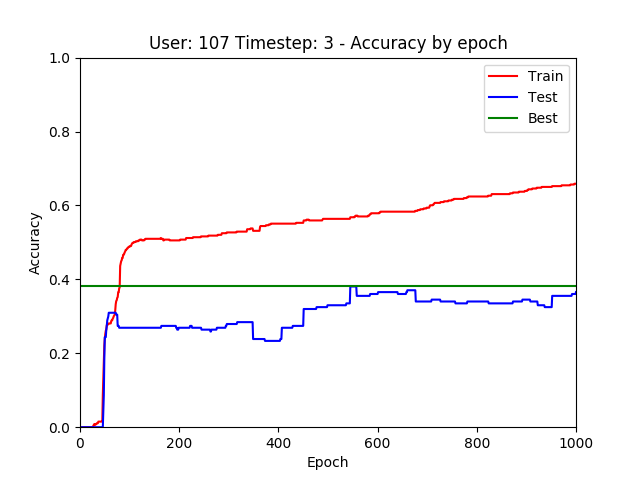 User: 107 Timestep: 3 - Accuracy by epoch
Train
Test
Best
Accuracy
1.0
0.8
0.6
0.4
0.2
0.0
0 200 400 600 800 1000
Epoch